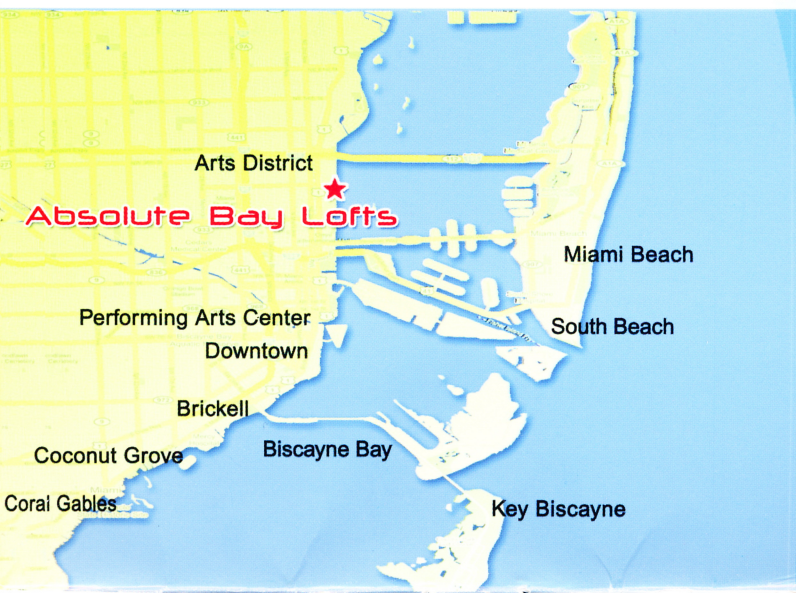 Arts District
Absolute Bay Lofts
Miami Beach
Performing Arts Center
South Beach
Downtown
Brickell
Coconut Grove
Biscayne Bay
Coral Gables
Key Biscayne